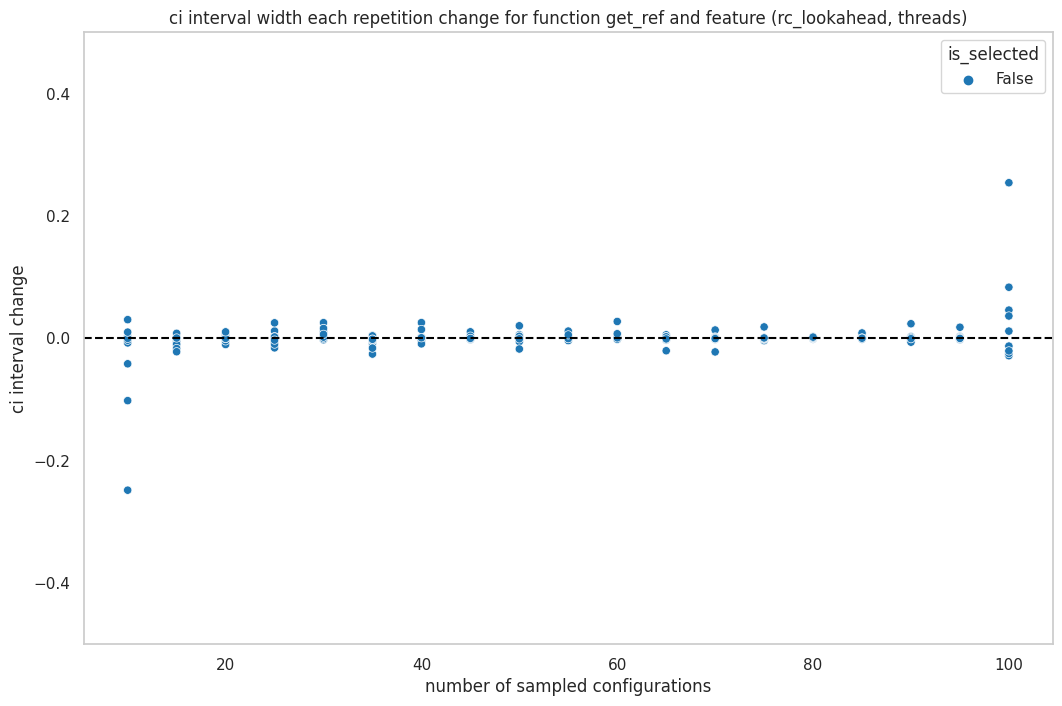 ci interval width each repetition change for function get_ref and feature (rc_lookahead, threads)
is_selected
False
ci interval change
0.4
0.2
0.0
−0.2
−0.4
20
40
60
80
100
number of sampled configurations